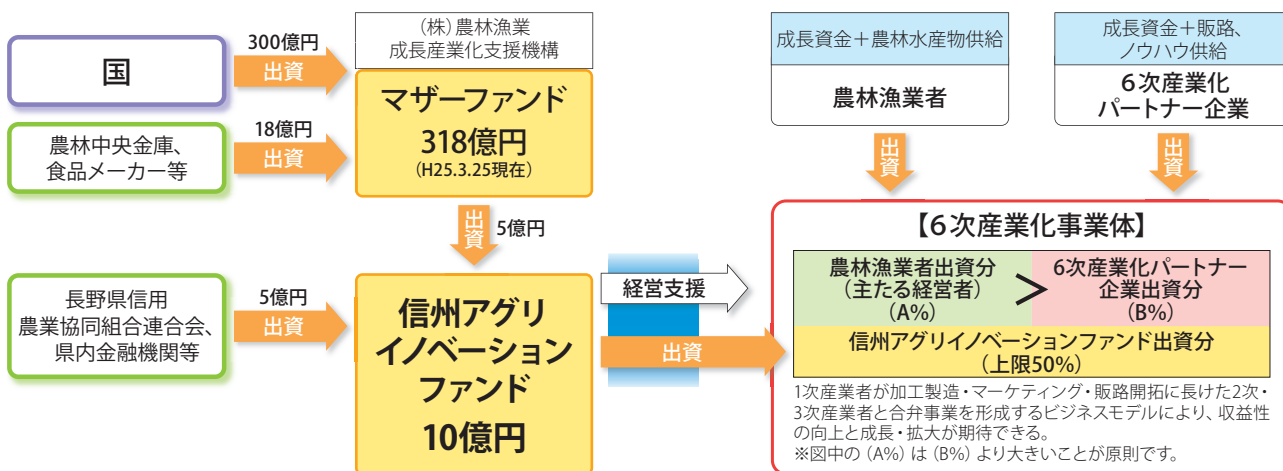 国
300億円
出資
農林中央金庫、
食品メーカー等
18億円
出資
(株)農林漁業
成長産業化支援機構
マザーファンド
318億円
(H25.3.25現在)
出資
5億円
長野県信用
農業協同組合連合会、
県内金融機関等
5億円
出資
信州アグリ
イノベーション
ファンド
10億円
経営支援
出資
成長資金+農林水産物供給
農林漁業者
出資
成長資金+販路、
ノウハウ供給
6次産業化
パートナー企業
出資
【6次産業化事業体】
農林漁業者出資分
(主たる経営者)
(A%)
>
6次産業化パートナー
企業出資分
(B%)
信州アグリイノベーションファンド出資分
(上限50%)
1次産業者が加工製造・マーケティング・販路開拓に長けた2次・
3次産業者と合弁事業を形成するビジネスモデルにより、収益性
の向上と成長・拡大が期待できる。
※図中の(A%)は(B%)より大きいことが原則です。